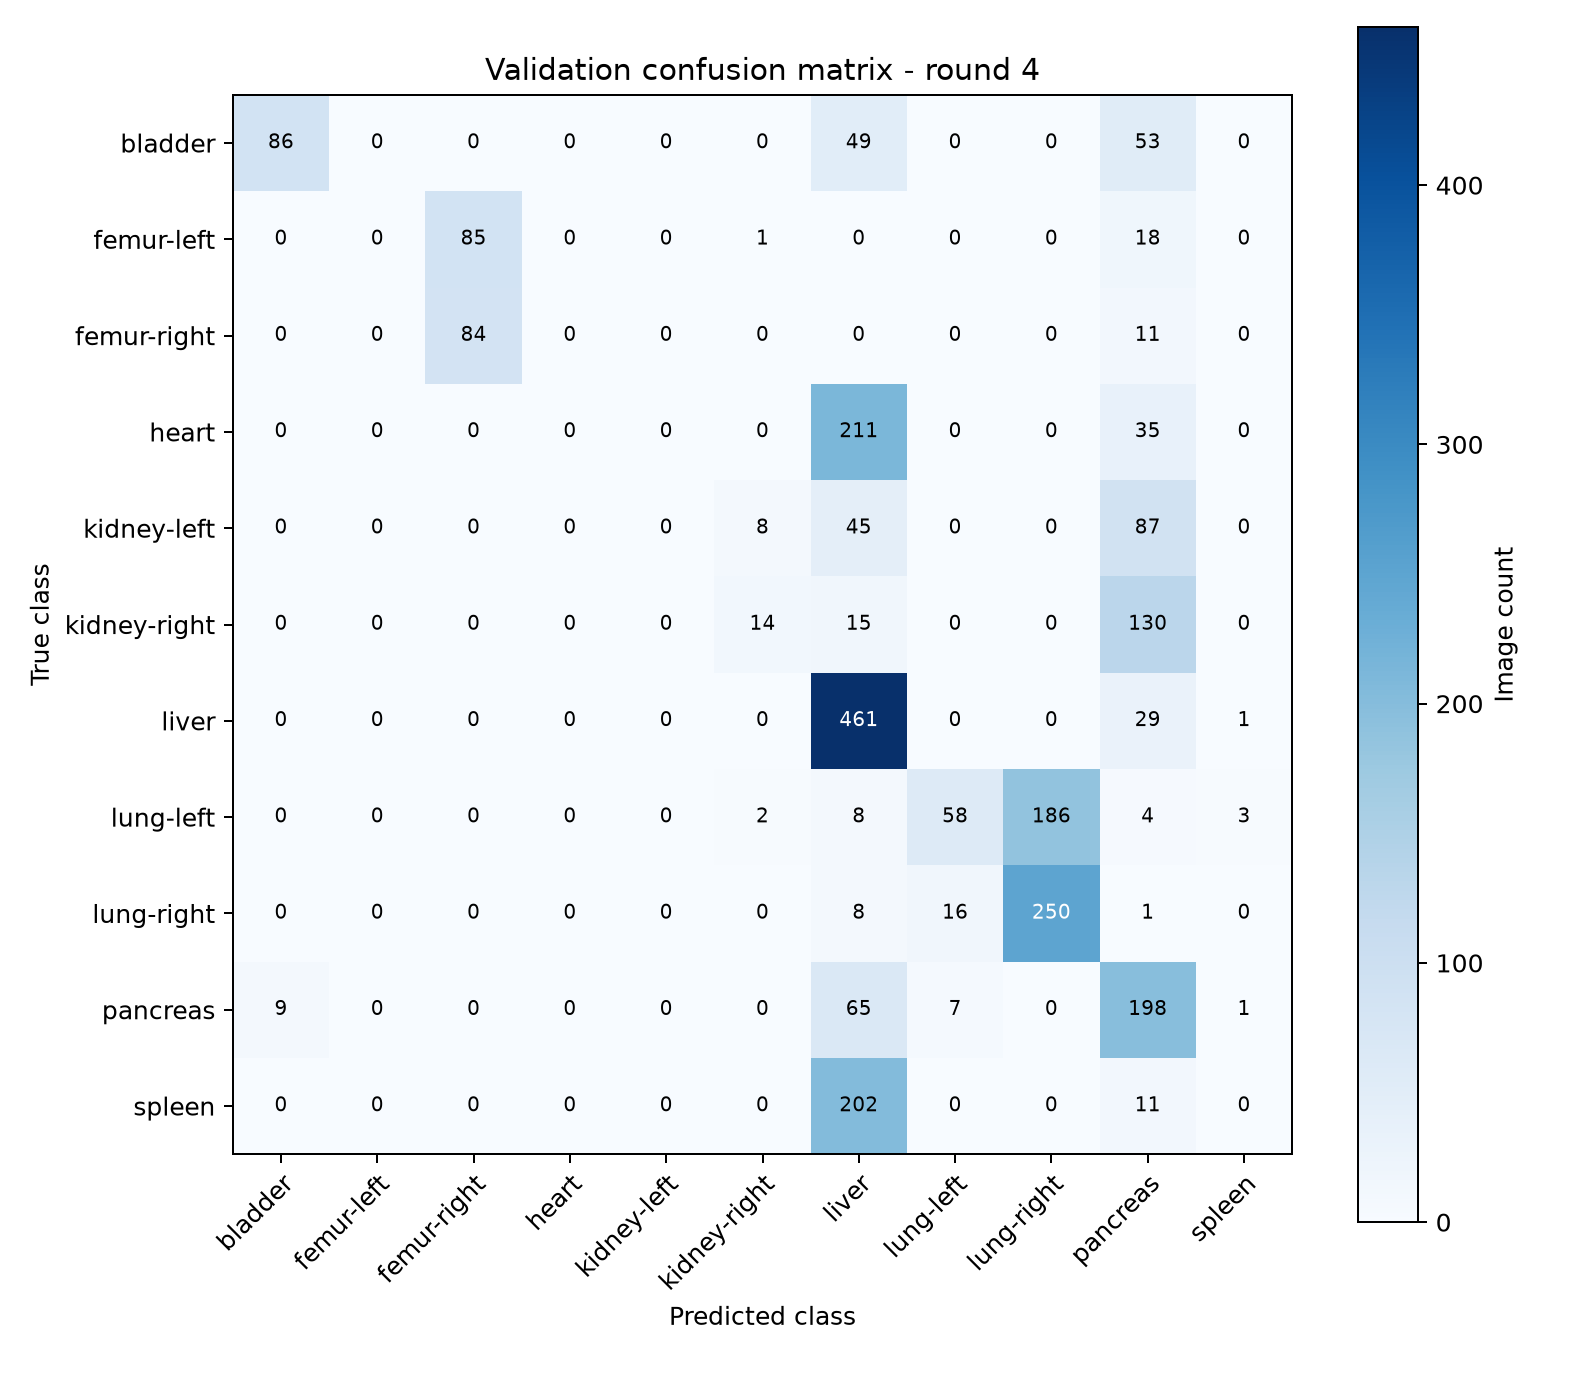 Validation confusion matrix - round 4
True class
bladder 86 0 0 0 0 0 49 0 0 53 0
femur-left 0 0 85 0 0 1 0 0 0 18 0
femur-right 0 0 84 0 0 0 0 0 0 11 0
heart 0 0 0 0 0 0 211 0 0 35 0
kidney-left 0 0 0 0 0 8 45 0 0 87 0
kidney-right 0 0 0 0 0 14 15 0 0 130 0
liver 0 0 0 0 0 0 461 0 0 29 1
lung-left 0 0 0 0 0 2 8 58 186 4 3
lung-right 0 0 0 0 0 0 8 16 250 1 0
pancreas 9 0 0 0 0 0 65 7 0 198 1
spleen 0 0 0 0 0 0 202 0 0 11 0
bladder femur-left femur-right heart kidney-left kidney-right liver lung-left lung-right pancreas spleen
Predicted class
400
300
200
100
0
Image count